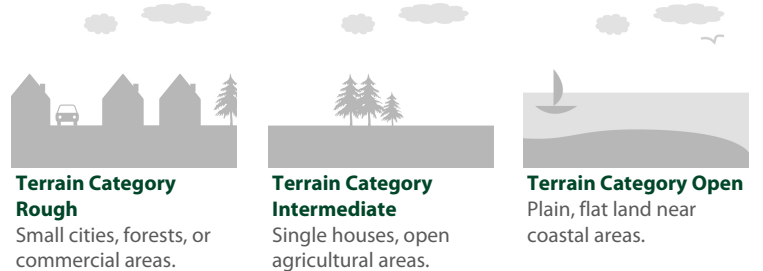 Terrain Category
Rough
Small cities, forests, or
commercial areas.
Terrain Category
Intermediate
Single houses, open
agricultural areas.
Terrain Category Open
Plain, flat land near
coastal areas.